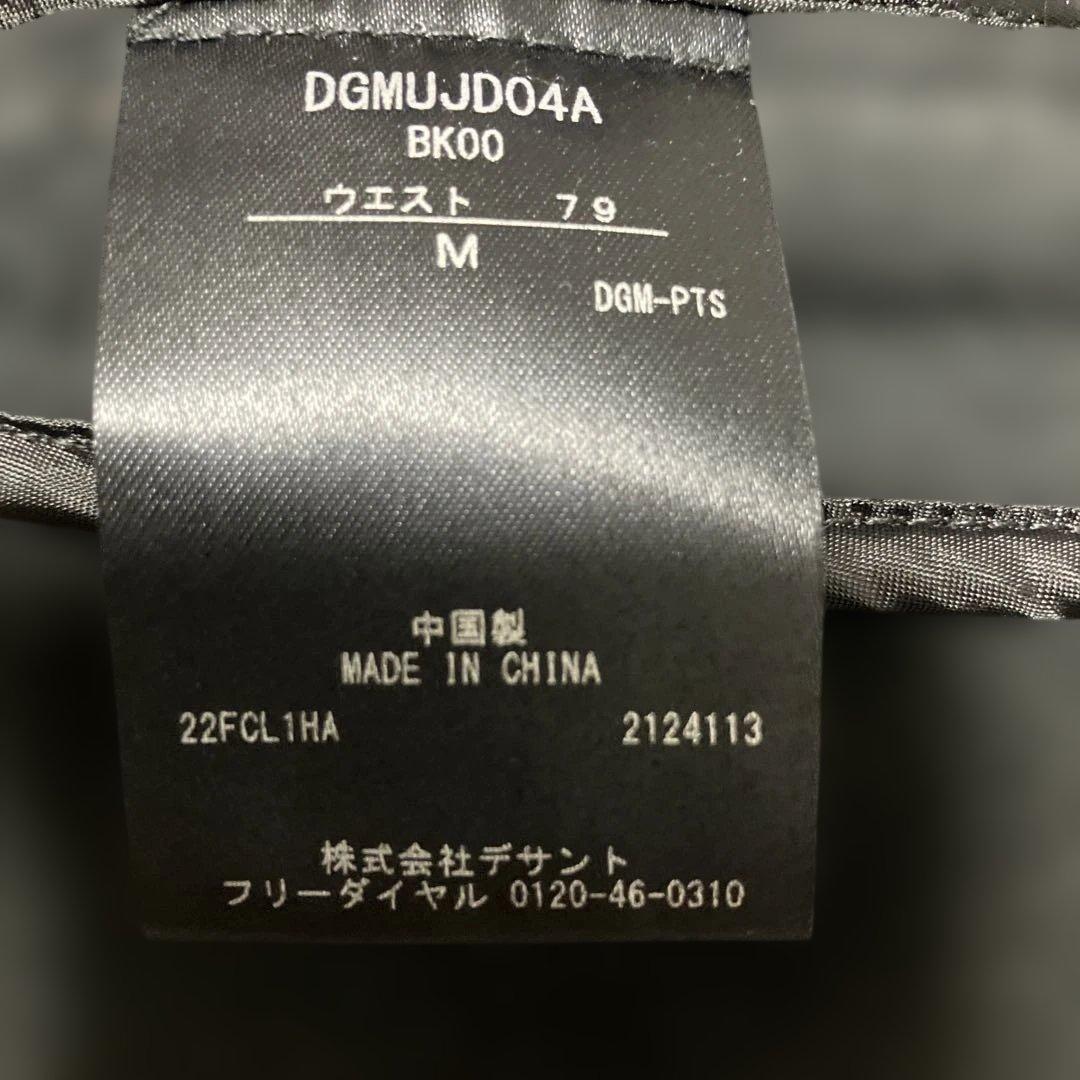 DGMUJD04A
BK00
ウエスト 79
M
DGM-PTS
中国製
MADE IN CHINA
22FCL1HA 2124113
株式会社デサント
フリーダイヤル 0120-46-0310